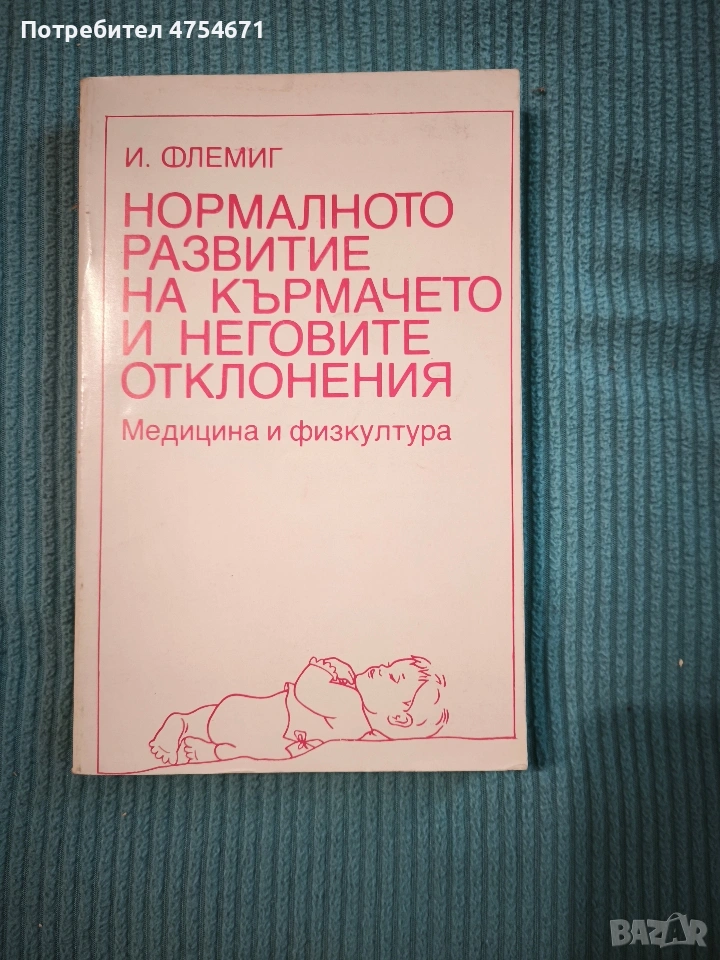 Потребител 4754671
И. ФЛЕМИГ
НОРМАЛНОТО
РАЗВИТИЕ
НА КЪРМАЧЕТО
И НЕГОВИТЕ
ОТКЛОНЕНИЯ
Медицина и физкултура
BAZAR